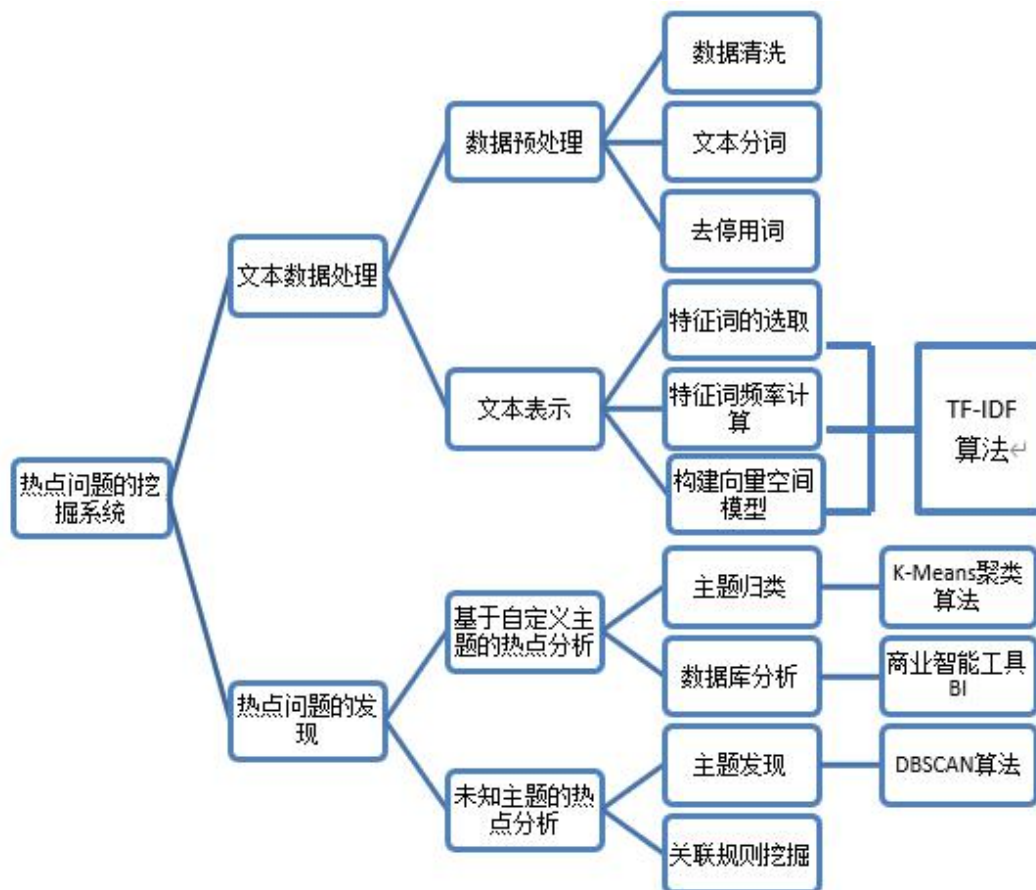 数据清洗
数据预处理
文本分词
去停用词
文本数据处理
特征词的选取
文本表示
特征词频率计
算
TF-IDF
算法↵
构建向量空间
模型
热点问题的挖
掘系统
主题归类
K-Means聚类
算法
基于自定义主
题的热点分析
数据库分析
商业智能工具
BI
热点问题的发
现
主题发现
DBSCAN算法
未知主题的热
点分析
关联规则挖掘